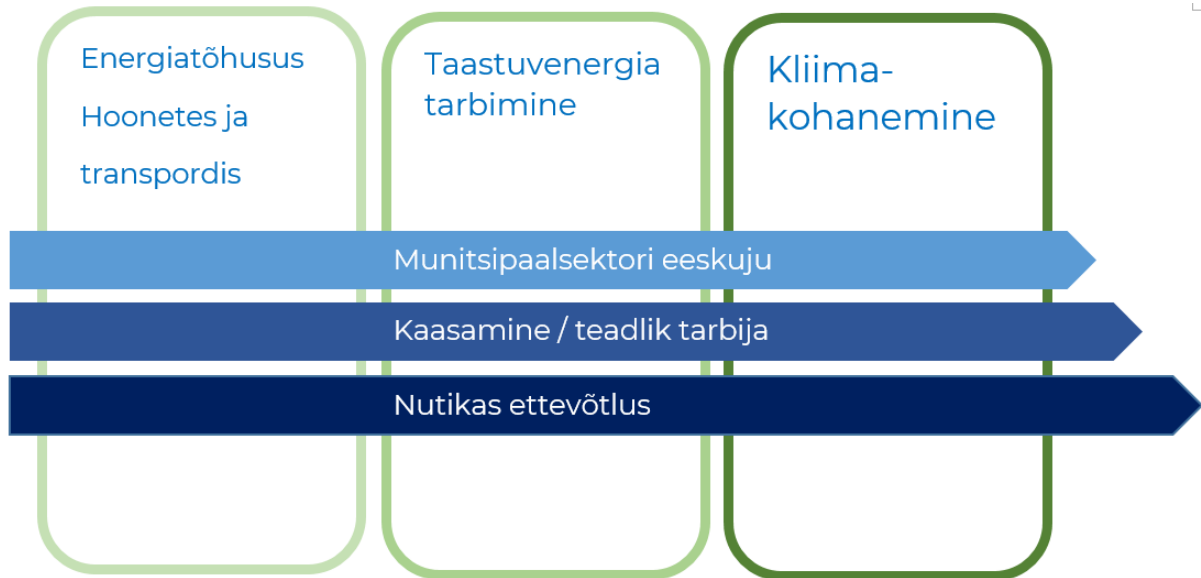 Energiatõhusus
Hoonetes ja
transpordis
Taastuvenergia
tarbimine
Kliima-
kohanemine
Munitsipaalsektori eeskuju
Kaasamine / teadlik tarbija
Nutikas ettevõtlus